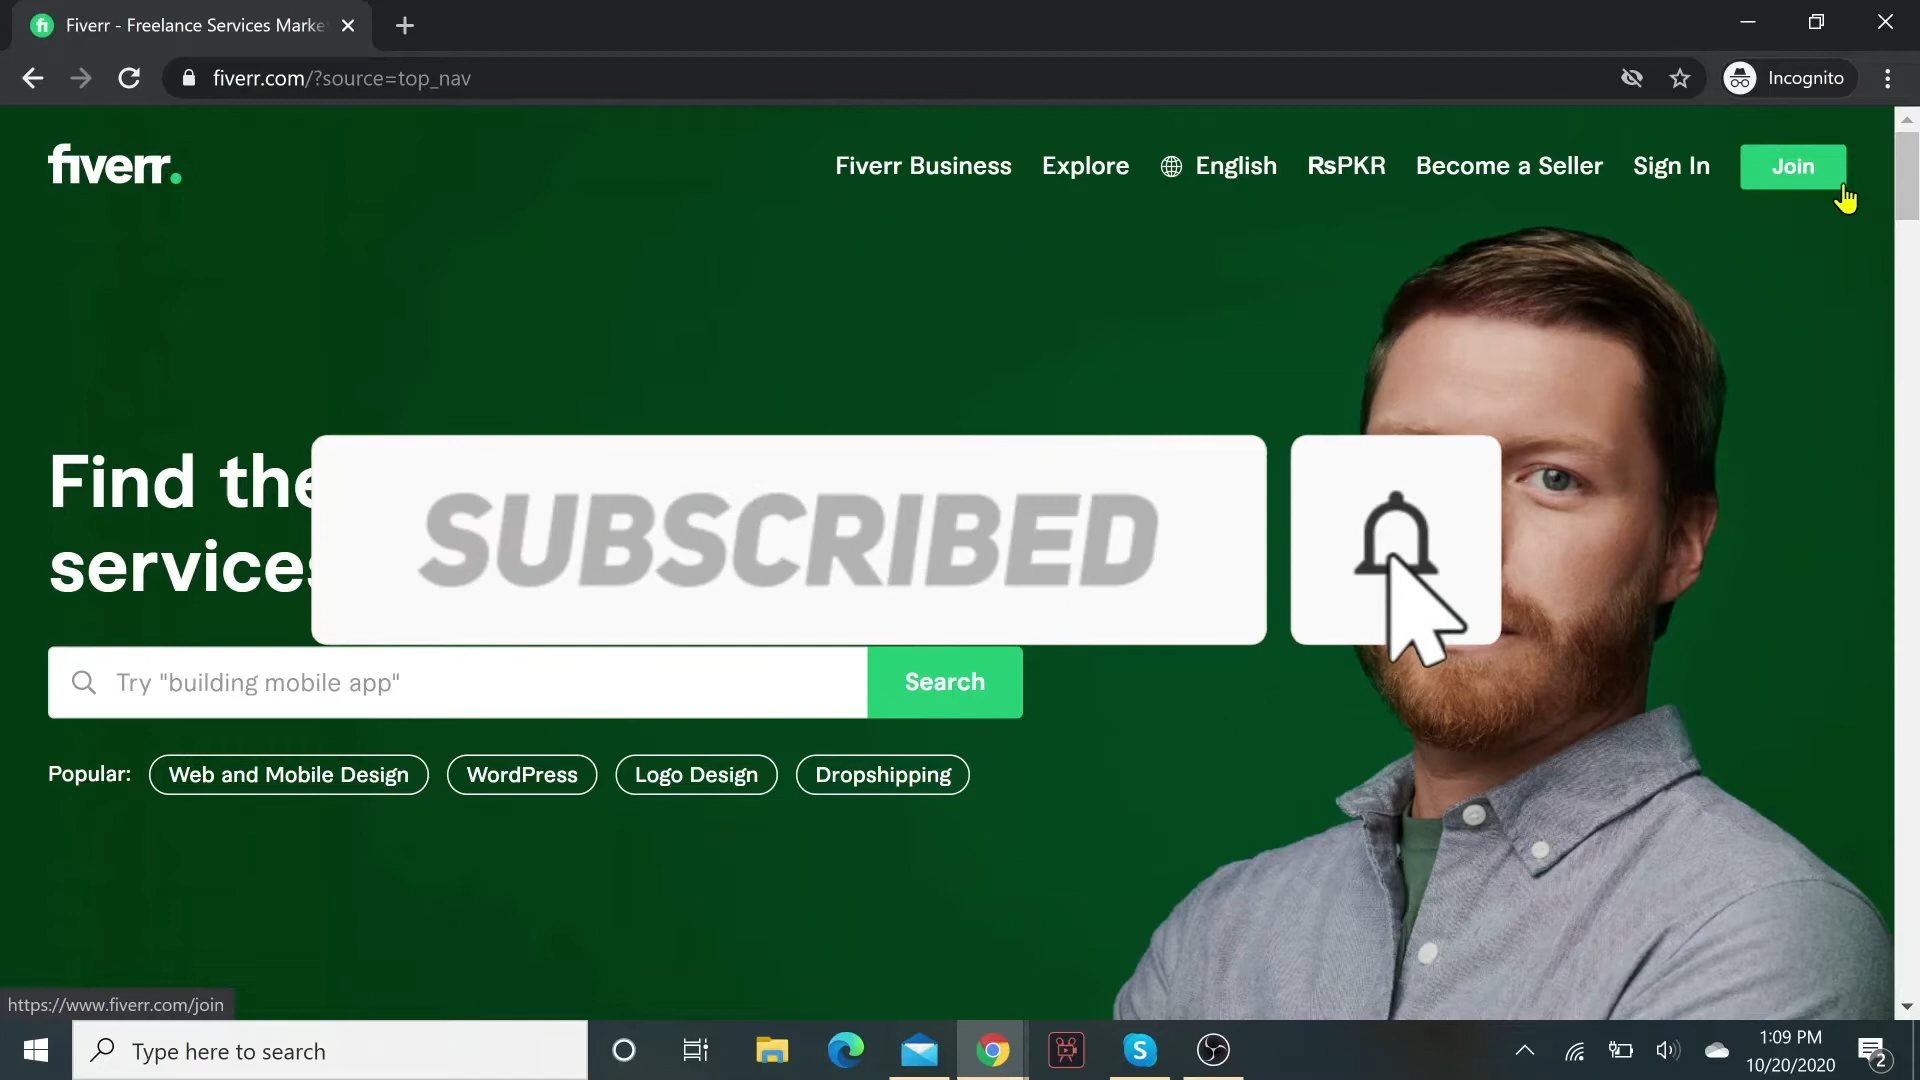 Fiverr - Freelance Services Marke
fiverr.com/?source=top_nav
Incognito
fiverr.
Fiverr Business
Explore
English
RsPKR
Become a Seller
Sign In
Join
Find the
services
SUBSCRIBED
Try "building mobile app"
Search
Popular:
Web and Mobile Design
WordPress
Logo Design
Dropshipping
https://www.fiverr.com/join
Type here to search
1:09 PM
10/20/2020
2